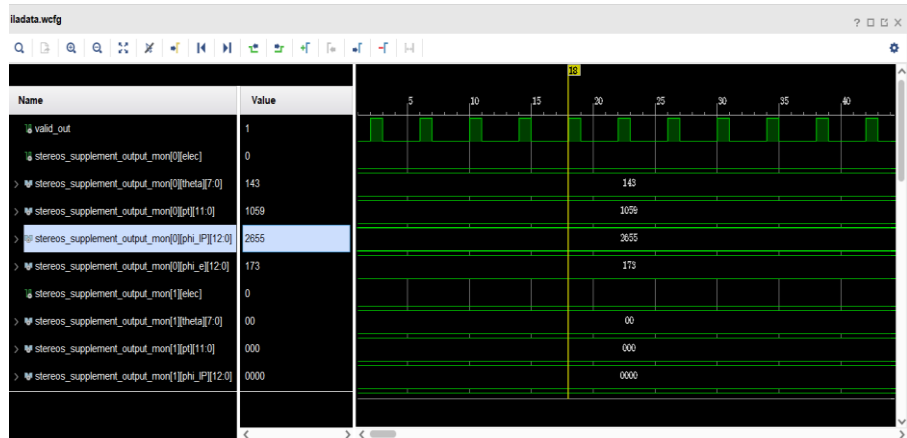 iladata.wcfg
18
Name Value
5 10 15 20 25 30 35 40
valid_out 1
stereos_supplement_output_mon[0][elec] 0
stereos_supplement_output_mon[0][theta][7:0] 143 143
stereos_supplement_output_mon[0][pt][11:0] 1059 1059
stereos_supplement_output_mon[0][phi_IP][12:0] 2655 2655
stereos_supplement_output_mon[0][phi_e][12:0] 173 173
stereos_supplement_output_mon[1][elec] 0
stereos_supplement_output_mon[1][theta][7:0] 00 00
stereos_supplement_output_mon[1][pt][11:0] 000 000
stereos_supplement_output_mon[1][phi_IP][12:0] 0000 0000